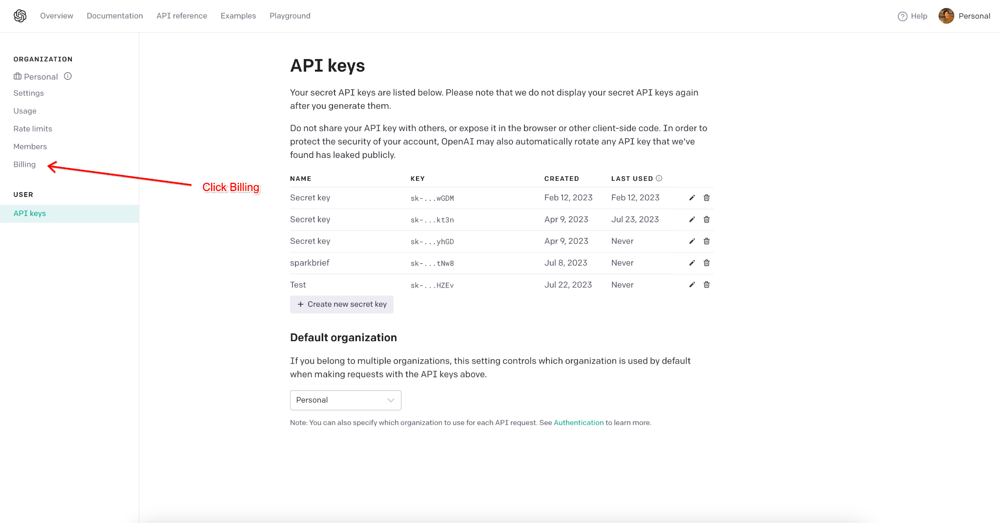 Overview Documentation API reference Examples Playground Help Personal
ORGANIZATION
Personal
Settings
Usage
Rate limits
Members
Billing
Click Billing
USER
API keys
API keys
Your secret API keys are listed below. Please note that we do not display your secret API keys again
after you generate them.
Do not share your API key with others, or expose it in the browser or other client-side code. In order to
protect the security of your account, OpenAI may also automatically rotate any API key that we've
found has leaked publicly.
NAME KEY CREATED LAST USED
Secret key sk-...wGDM Feb 12, 2023 Feb 12, 2023
Secret key sk-...kt3n Apr 9, 2023 Jul 23, 2023
Secret key sk-...yhGD Apr 9, 2023 Never
sparkbrief sk-...tNw8 Jul 8, 2023 Never
Test sk-...HZEv Jul 22, 2023 Never
+ Create new secret key
Default organization
If you belong to multiple organizations, this setting controls which organization is used by default
when making requests with the API keys above.
Personal
Note: You can also specify which organization to use for each API request. See Authentication to learn more.